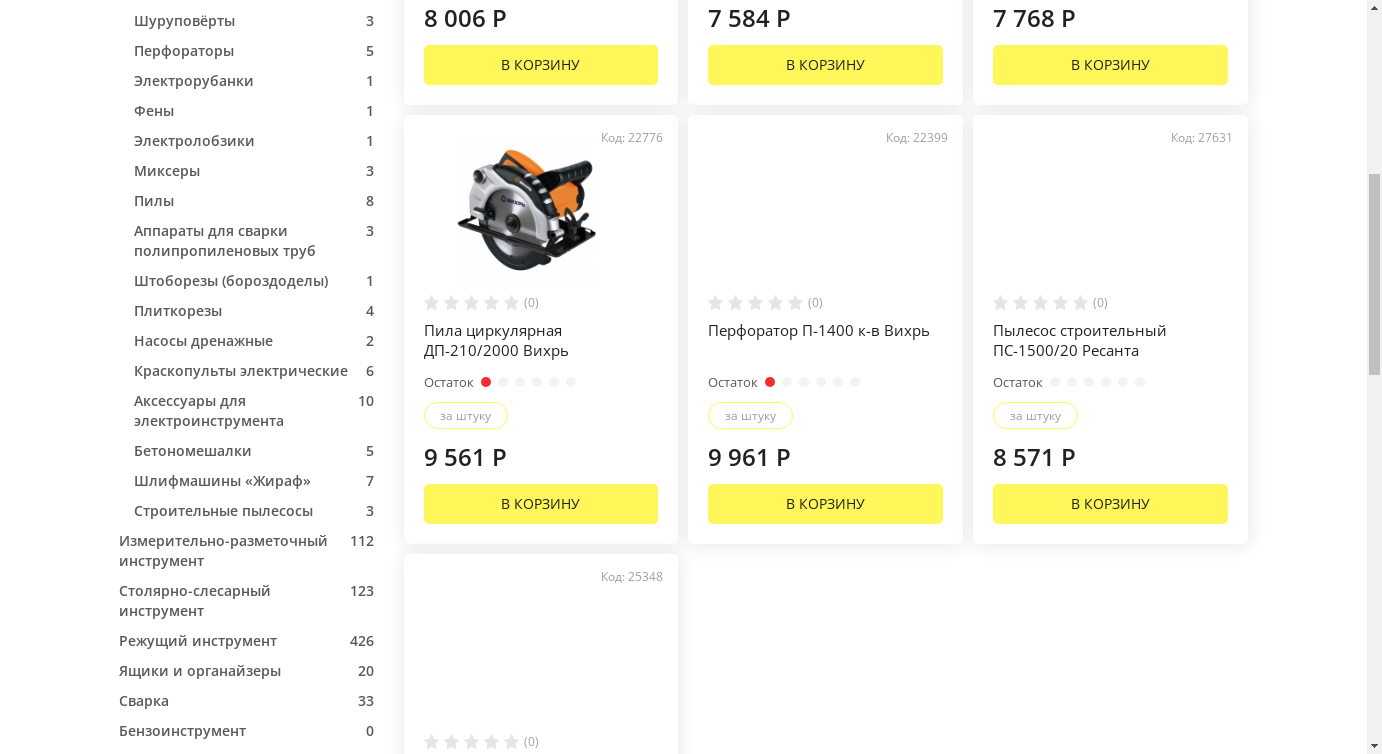 Шуруповёрты 3
Перфораторы 5
Электрорубанки 1
Фены 1
Электролобзики 1
Миксеры 3
Пилы 8
Аппараты для сварки 3
полипропиленовых труб
Штоборезы (бороздоделы) 1
Плиткорезы 4
Насосы дренажные 2
Краскопульты электрические 6
Аксессуары для 10
электроинструмента
Бетономешалки 5
Шлифмашины «Жираф» 7
Строительные пылесосы 3
Измерительно-разметочный 112
инструмент
Столярно-слесарный 123
инструмент
Режущий инструмент 426
Ящики и органайзеры 20
Сварка 33
Бензоинструмент 0
8 006 Р
В КОРЗИНУ
7 584 Р
В КОРЗИНУ
7 768 Р
В КОРЗИНУ
Код: 22776
ВИХРЬ
(0)
Пила циркулярная
ДП-210/2000 Вихрь
Остаток
за штуку
9 561 Р
В КОРЗИНУ
Код: 22399
(0)
Перфоратор П-1400 к-в Вихрь
Остаток
за штуку
9 961 Р
В КОРЗИНУ
Код: 27631
(0)
Пылесос строительный
ПС-1500/20 Ресанта
Остаток
за штуку
8 571 Р
В КОРЗИНУ
Код: 25348
(0)